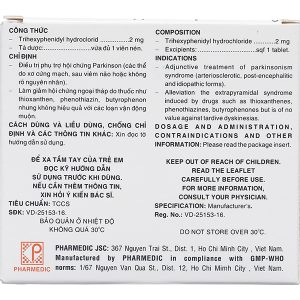 CÔNG THỨC
- Trihexyphenidyl hydroclorid ..................2 mg
- Tá dược..........................vừa đủ 1 viên nén.
CHỈ ĐỊNH
- Điều trị phụ trợ hội chứng Parkinson (các thể do xơ cứng mạch, sau viêm não hoặc không rõ nguyên nhân).
- Làm giảm hội chứng ngoại tháp do thuốc như thioxanthen, phenothiazin, butyrophenon nhưng không hiệu quả với các loạn vận động muộn.
CÁCH DÙNG VÀ LIỀU DÙNG, CHỐNG CHỈ ĐỊNH VÀ CÁC THÔNG TIN KHÁC: Xin đọc tờ hướng dẫn sử dụng.
ĐỂ XA TẦM TAY CỦA TRẺ EM
ĐỌC KỸ HƯỚNG DẪN
SỬ DỤNG TRƯỚC KHI DÙNG.
NẾU CẦN THÊM THÔNG TIN,
XIN HỎI Ý KIẾN BÁC SĨ.
TIÊU CHUẨN: TCCS
SĐK: VD-25153-16
BẢO QUẢN Ở NHIỆT ĐỘ
KHÔNG QUÁ 30°C
COMPOSITION
- Trihexyphenidyl hydrochloride ..............2 mg
- Excipients:....................................sqf 1 tablet.
INDICATIONS
- Adjunctive treatment of parkinsonism syndrome (arteriosclerotic, post-encephalitic and idiopathic forms).
- Alleviation the extrapyramidal syndrome induced by drugs such as thioxanthenes, phenothiazines, butyrophenones but is of no value against tardive dyskinesias.
DOSAGE AND ADMINISTRATION, CONTRAINDICATIONS AND OTHER INFORMATION: Please read the package insert.
KEEP OUT OF REACH OF CHILDREN.
READ THE LEAFLET
CAREFULLY BEFORE USE.
FOR MORE INFORMATION,
CONSULT YOUR PHYSICIAN.
SPECIFICATION: Manufacturer's.
Reg. No.: VD-25153-16.
DO NOT STORE OVER 30°C.
PHARMEDIC
PHARMEDIC JSC: 367 Nguyen Trai St., Dist 1, Ho Chi Minh City, Viet Nam.
Manufactured by PHARMEDIC in compliance with GMP-WHO
norms: 1/67 Nguyen Van Qua St., Dist 12, Ho Chi Minh City, Viet Nam.